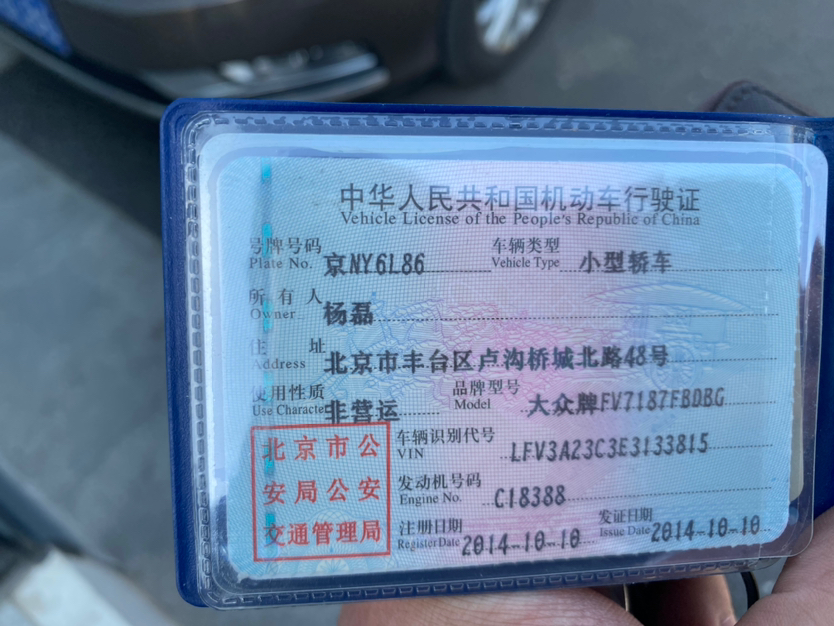 中华人民共和国机动车行驶证
Vehicle License of the People's Republic of China
号牌号码 京NY6L86 车辆类型 小型轿车
Plate No. Vehicle Type
所有人 杨磊
Owner
住址 北京市丰台区卢沟桥城北路48号
Address
使用性质 非营运 品牌型号 大众牌FV7187FBDBG
Use Character Model
北京市公
安局公安
交通管理局
车辆识别代号 LFV3A23C3E3133815
VIN
发动机号码 C18388
Engine No.
注册日期 2014-10-10 发证日期 2014-10-10
Register Date Issue Date